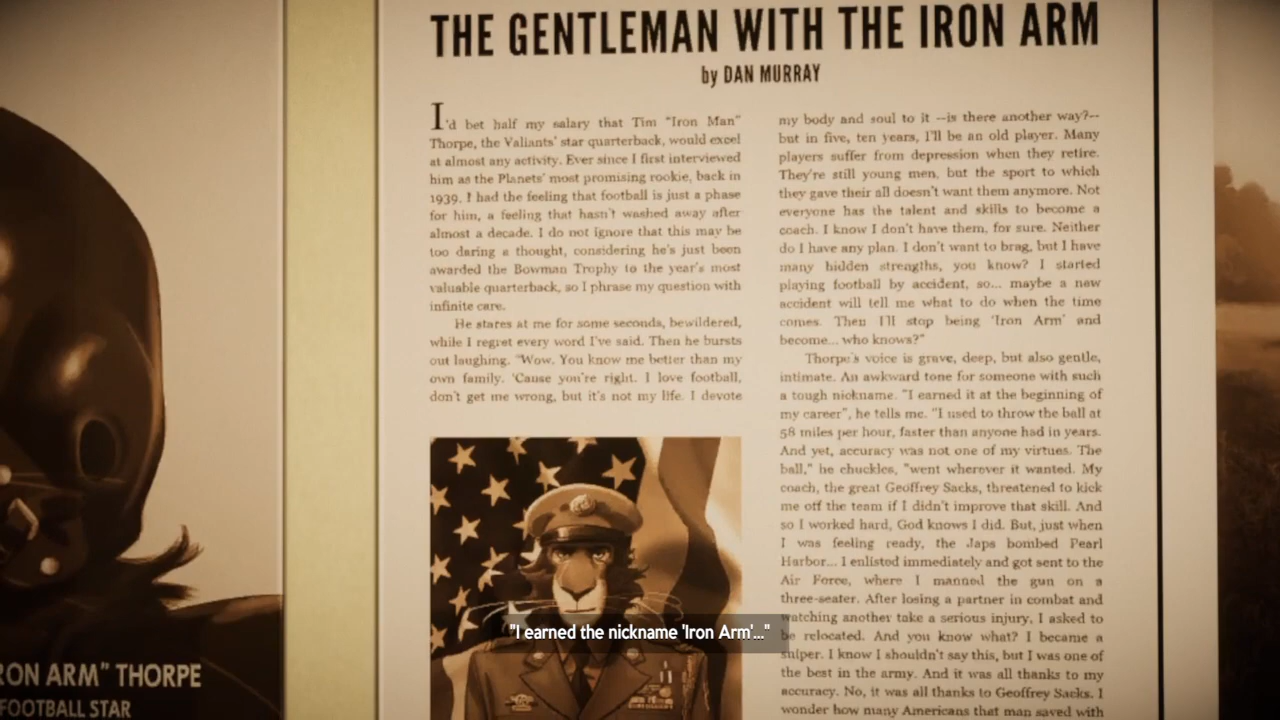 THE GENTLEMAN WITH THE IRON ARM
by DAN MURRAY
I'd bet half my salary that Tim "Iron Man"
Thorpe, the Valiants' star quarterback, would excel
at almost any activity. Ever since I first interviewed
him as the Planets' most promising rookie, back in
1939, I had the feeling that football is just a phase
for him, a feeling that hasn't washed away after
almost a decade. I do not ignore that this may be
too daring a thought, considering he's just been
awarded the Bowman Trophy to the year's most
valuable quarterback, so I phrase my question with
infinite care.
He stares at me for some seconds, bewildered,
while I regret every word I've said. Then he bursts
out laughing. "Wow. You know me better than my
own family. 'Cause you're right. I love football,
don't get me wrong, but it's not my life. I devote
my body and soul to it --is there another way?--
but in five, ten years, I'll be an old player. Many
players suffer from depression when they retire.
They're still young men, but the sport to which
they gave their all doesn't want them anymore. Not
everyone has the talent and skills to become a
coach. I know I don't have them, for sure. Neither
do I have any plan. I don't want to brag, but I have
many hidden strengths, you know? I started
playing football by accident, so... maybe a new
accident will tell me what to do when the time
comes. Then I'll stop being 'Iron Arm' and
become... who knows?"
Thorpe's voice is grave, deep, but also gentle,
intimate. An awkward tone for someone with such
a tough nickname. "I earned it at the beginning of
my career", he tells me. "I used to throw the ball at
58 miles per hour, faster than anyone had in years.
And yet, accuracy was not one of my virtues. The
ball," he chuckles, "went wherever it wanted. My
coach, the great Geoffrey Sacks, threatened to kick
me off the team if I didn't improve that skill. And
so I worked hard, God knows I did. But, just when
I was feeling ready, the Japs bombed Pearl
Harbor... I enlisted immediately and got sent to the
Air Force, where I manned the gun on a
three-seater. After losing a partner in combat and
watching another take a serious injury, I asked to
be relocated. And you know what? I became a
sniper. I know I shouldn't say this, but I was one of
the best in the army. And it was all thanks to my
accuracy. No, it was all thanks to Geoffrey Sacks. I
wonder how many Americans that man saved with
"I earned the nickname 'Iron Arm'..."
RON ARM" THORPE
FOOTBALL STAR